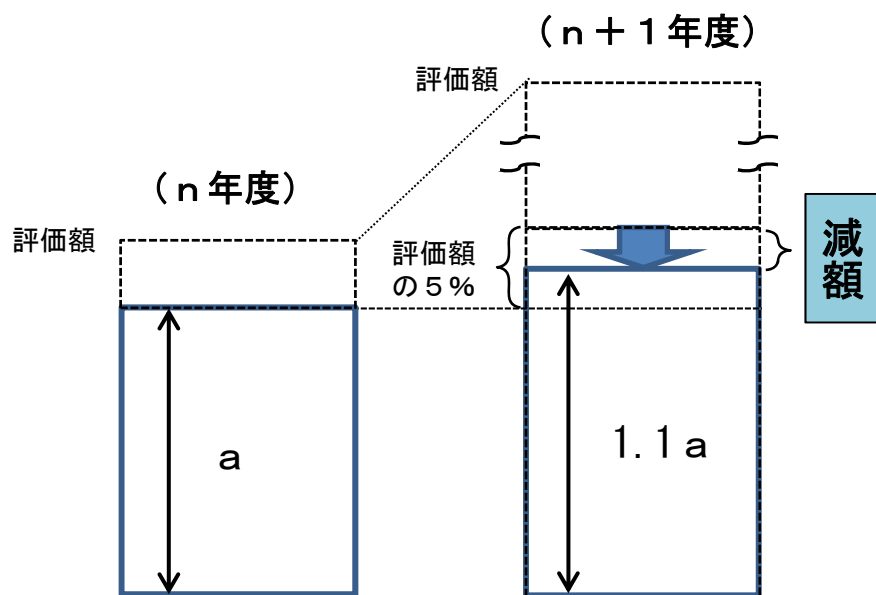 （ｎ＋１年度）
評価額
（ｎ年度）
評価額
評価額
の５％
減額
a
1.1a